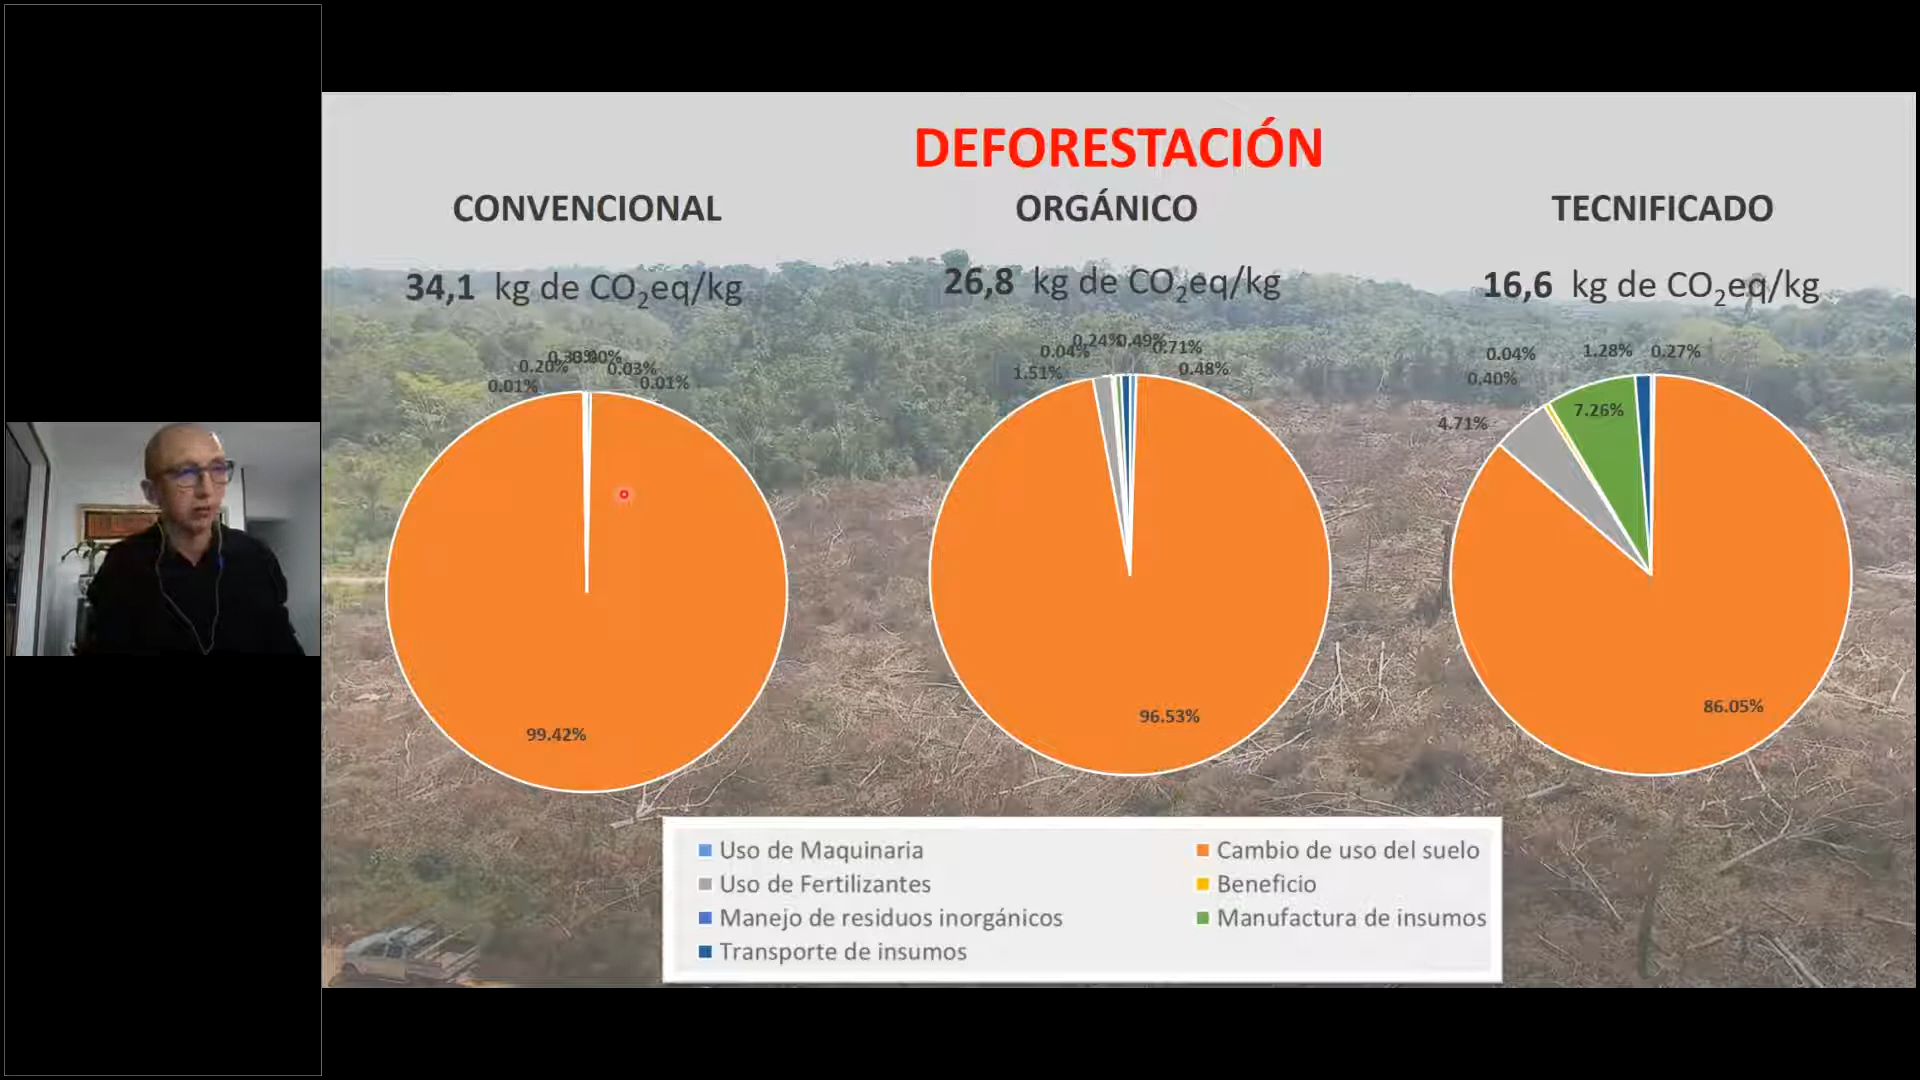 DEFORESTACIÓN
CONVENCIONAL
ORGÁNICO
TECNIFICADO
34,1 kg de CO₂eq/kg
26,8 kg de CO₂eq/kg
16,6 kg de CO₂eq/kg
0.01%
0.20%
0.03%
0.01%
99.42%
1.51%
0.04%
0.24%
0.49%
0.71%
0.48%
96.53%
4.71%
0.40%
0.04%
7.26%
1.28%
0.27%
86.05%
Uso de Maquinaria
Cambio de uso del suelo
Uso de Fertilizantes
Beneficio
Manejo de residuos inorgánicos
Manufactura de insumos
Transporte de insumos